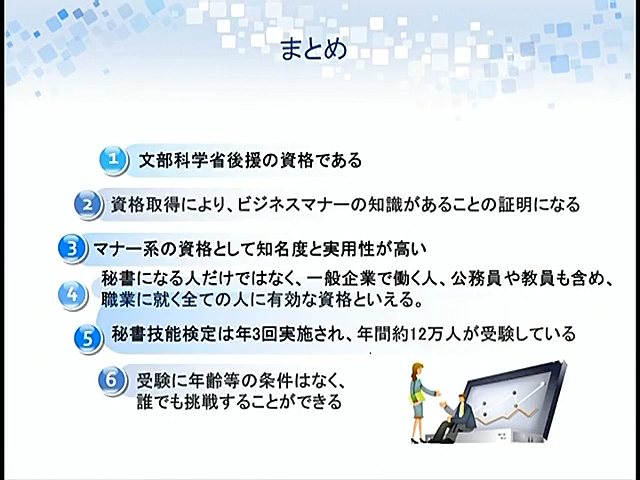 まとめ
1 文部科学省後援の資格である
2 資格取得により、ビジネスマナーの知識があることの証明になる
3 マナー系の資格として知名度と実用性が高い
4 秘書になる人だけではなく、一般企業で働く人、公務員や教員も含め、
職業に就く全ての人に有効な資格といえる。
5 秘書技能検定は年3回実施され、年間約12万人が受験している
6 受験に年齢等の条件はなく、
誰でも挑戦することができる